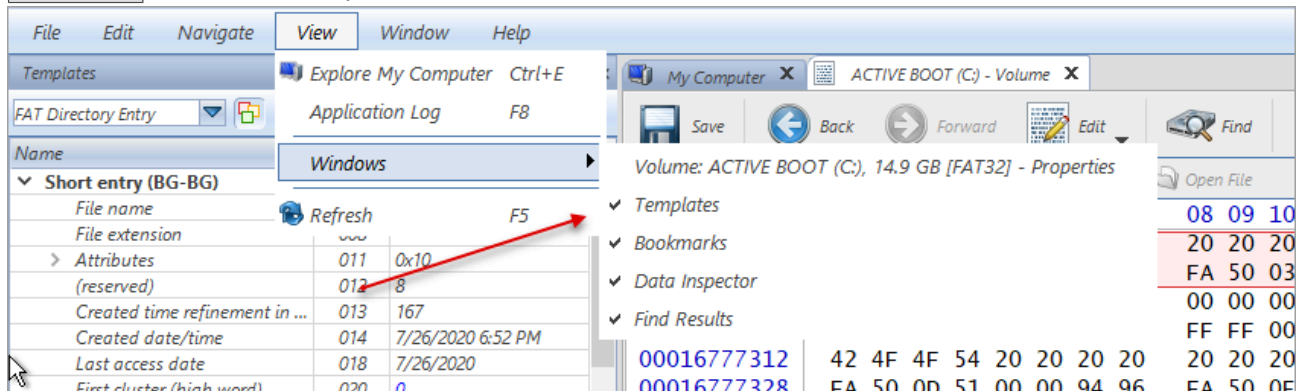 File Edit Navigate View Window Help
Templates
FAT Directory Entry
Name
Short entry (BG-BG)
File name
File extension
Attributes 011 0x10
(reserved) 012 8
Created time refinement in ... 013 167
Created date/time 014 7/26/2020 6:52 PM
Last access date 018 7/26/2020
First cluster (high word) 020 0
Explore My Computer Ctrl+E
Application Log F8
Windows
Refresh F5
My Computer X ACTIVE BOOT (C:) - Volume X
Save Back Forward Edit Find
Open File
Volume: ACTIVE BOOT (C:), 14.9 GB [FAT32] - Properties
Templates
Bookmarks
Data Inspector
Find Results
08 09 10
20 20 20
FA 50 03
00 00 00
FF FF 00
00016777312 42 4F 4F 54 20 20 20 20 20 20 20
00016777328 EA 50 0D 51 00 00 94 96 FA 50 0F